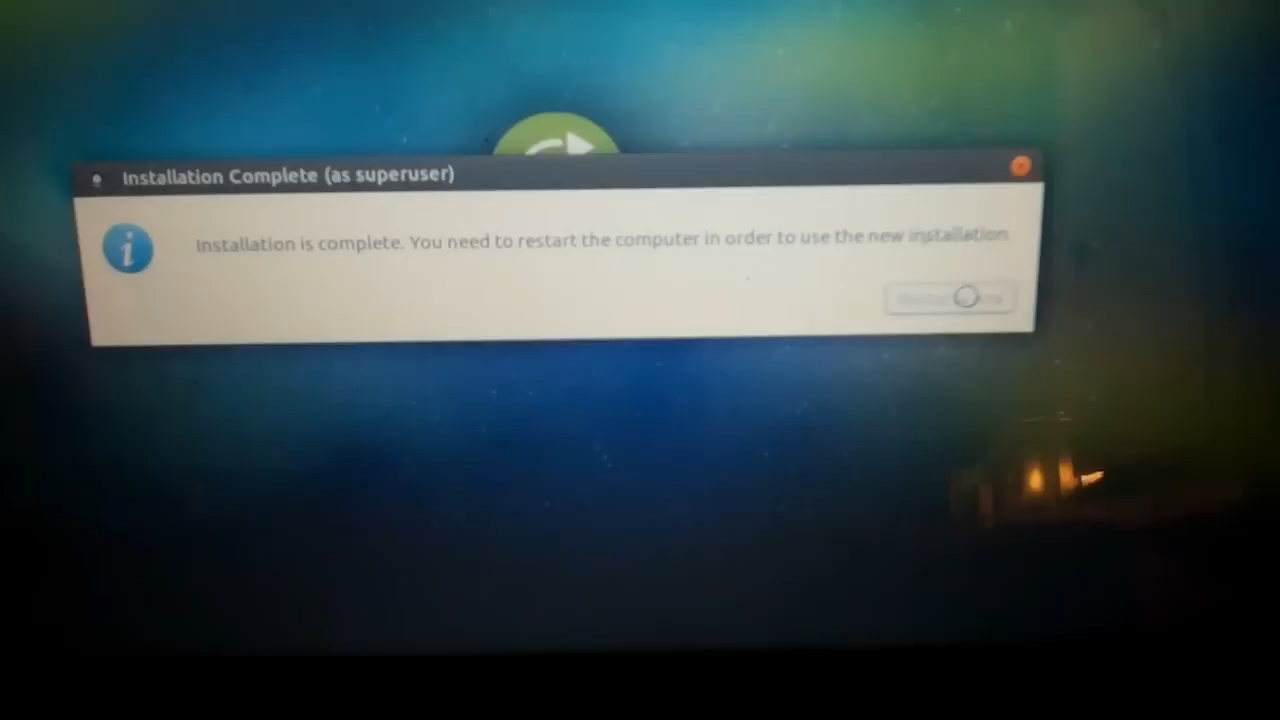 Installation Complete (as superuser)
Installation is complete. You need to restart the computer in order to use the new installation.